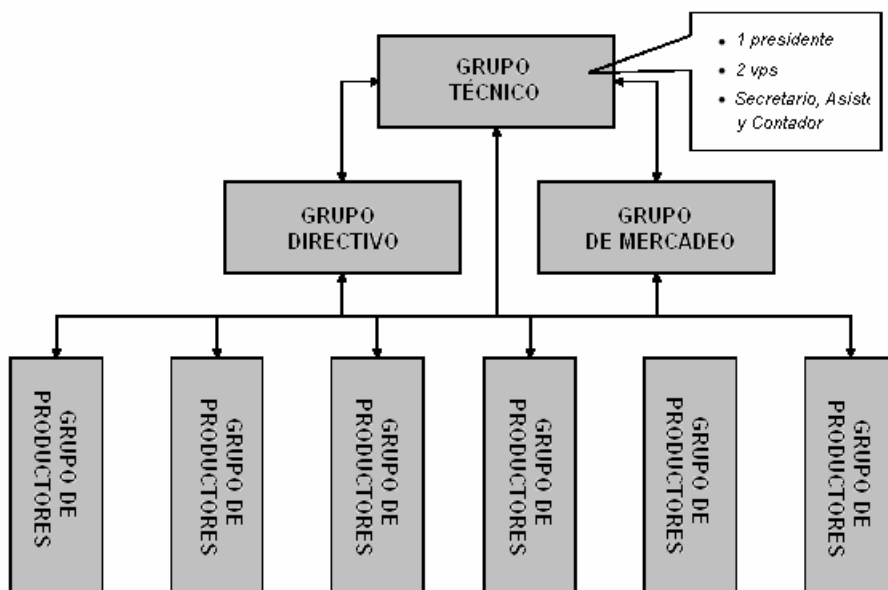 GRUPO
TÉCNICO
• 1 presidente
• 2 vps
• Secretario,
y Contador
GRUPO
DIRECTIVO
GRUPO
DE MERCADEO
GRUPO DE
PRODUCTORES
GRUPO DE
PRODUCTORES
GRUPO DE
PRODUCTORES
GRUPO DE
PRODUCTORES
GRUPO DE
PRODUCTORES
GRUPO DE
PRODUCTORES